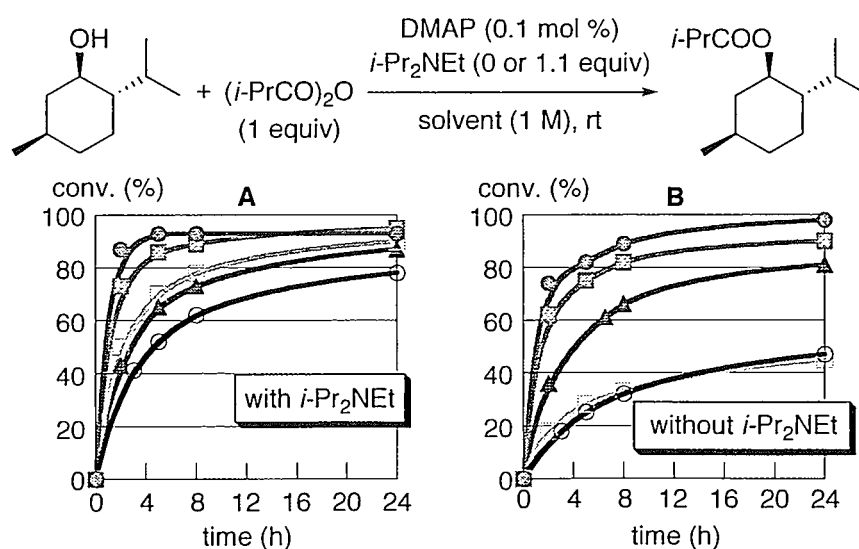 OH
+ (i-PrCO)₂O
(1 equiv)
DMAP (0.1 mol %)
i-Pr₂NEt (0 or 1.1 equiv)
solvent (1 M), rt
i-PrCOO
conv. (%)
A
100
80
60
40
20
0
0 4 8 12 16 20 24
time (h)
with i-Pr₂NEt
conv. (%)
B
100
80
60
40
20
0
0 4 8 12 16 20 24
time (h)
without i-Pr₂NEt